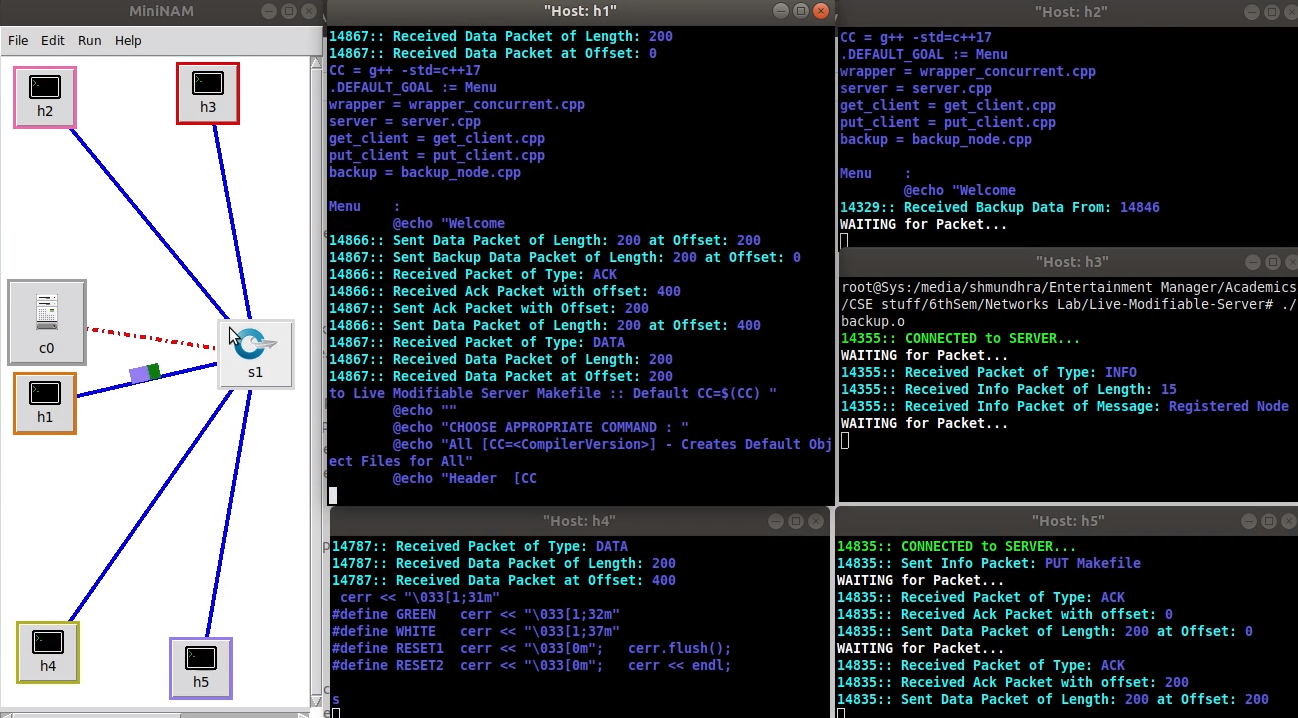 MiniNAM
File Edit Run Help
h2
h3
c0
s1
h1
h4
h5
"Host: h1"
14867:: Received Data Packet of Length: 200
14867:: Received Data Packet at Offset: 0
CC = g++ -std=c++17
.DEFAULT_GOAL := Menu
wrapper = wrapper_concurrent.cpp
server = server.cpp
get_client = get_client.cpp
put_client = put_client.cpp
backup = backup_node.cpp
Menu    :
        @echo "Welcome
14866:: Sent Data Packet of Length: 200 at Offset: 200
14867:: Sent Backup Data Packet of Length: 200 at Offset: 0
14866:: Received Packet of Type: ACK
14866:: Received Ack Packet with offset: 400
14867:: Sent Ack Packet with Offset: 200
14866:: Sent Data Packet of Length: 200 at Offset: 400
14867:: Received Packet of Type: DATA
14867:: Received Data Packet of Length: 200
14867:: Received Data Packet at Offset: 200
to Live Modifiable Server Makefile :: Default CC=$(CC) "
        @echo ""
        @echo "CHOOSE APPROPRIATE COMMAND : "
        @echo "All [CC=<CompilerVersion>] - Creates Default Obj
ect Files for All"
        @echo "Header  [CC
"Host: h2"
CC = g++ -std=c++17
.DEFAULT_GOAL := Menu
wrapper = wrapper_concurrent.cpp
server = server.cpp
get_client = get_client.cpp
put_client = put_client.cpp
backup = backup_node.cpp
Menu    :
        @echo "Welcome
14329:: Received Backup Data From: 14846
WAITING for Packet...
"Host: h3"
root@Sys:/media/shmundhra/Entertainment Manager/Academics
/CSE stuff/6thSem/Networks Lab/Live-Modifiable-Server# ./
backup.o
14355:: CONNECTED to SERVER...
WAITING for Packet...
14355:: Received Packet of Type: INFO
14355:: Received Info Packet of Length: 15
14355:: Received Info Packet of Message: Registered Node
WAITING for Packet...
"Host: h4"
14787:: Received Packet of Type: DATA
14787:: Received Data Packet of Length: 200
14787:: Received Data Packet at Offset: 400
 cerr << "\033[1;31m"
#define GREEN   cerr << "\033[1;32m"
#define WHITE   cerr << "\033[1;37m"
#define RESET1  cerr << "\033[0m";   cerr.flush();
#define RESET2  cerr << "\033[0m";   cerr << endl;
s
"Host: h5"
14835:: CONNECTED to SERVER...
14835:: Sent Info Packet: PUT Makefile
WAITING for Packet...
14835:: Received Packet of Type: ACK
14835:: Received Ack Packet with offset: 0
14835:: Sent Data Packet of Length: 200 at Offset: 0
WAITING for Packet...
14835:: Received Packet of Type: ACK
14835:: Received Ack Packet with offset: 200
14835:: Sent Data Packet of Length: 200 at Offset: 200